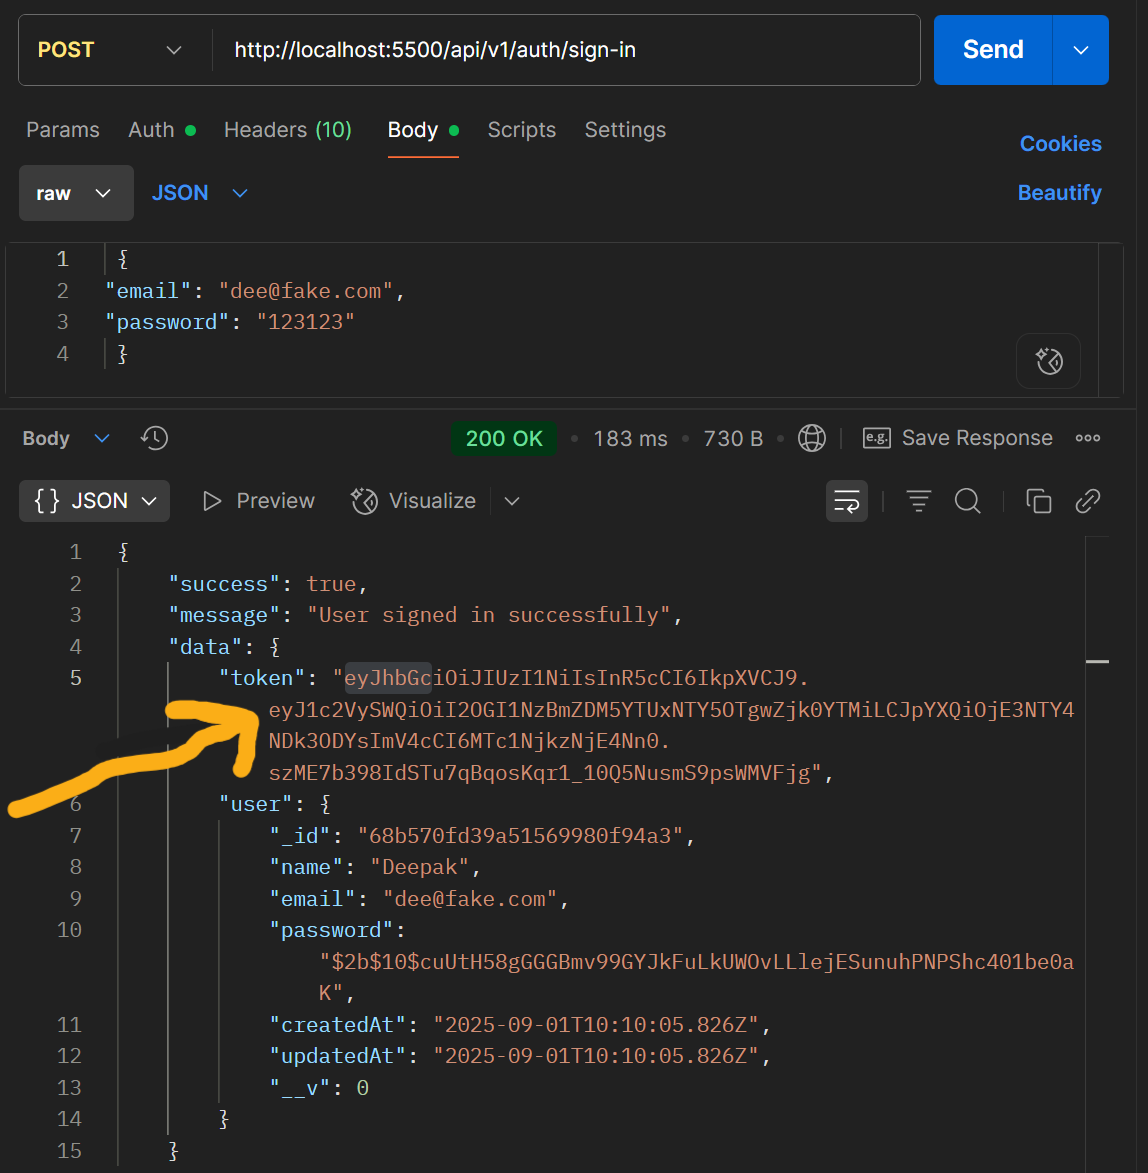 POST http://localhost:5500/api/v1/auth/sign-in Send
Params Auth Headers (10) Body Scripts Settings
Cookies
raw JSON Beautify
1 {
2 "email": "dee@fake.com",
3 "password": "123123"
4 }
Body 200 OK 183 ms 730 B e.g. Save Response
{} JSON Preview Visualize
1 {
2 "success": true,
3 "message": "User signed in successfully",
4 "data": {
5 "token": "eyJhbGciOiJIUzI1NiIsInR5cCI6IkpXVCJ9.
eyJ1c2VySWQiOiI2OGI1NzBmZDM5YTUxNTY5OTgwZjk0YTMiLCJpYXQiOjE3NTY4
NDk3ODYsImV4cCI6MTc1NjkzNjE4Nn0.
szME7b398IdSTu7qBqosKqr1_10Q5NusmS9psWMVFjg",
6 "user": {
7 "_id": "68b570fd39a51569980f94a3",
8 "name": "Deepak",
9 "email": "dee@fake.com",
10 "password":
"$2b$10$cuUtH58gGGGBmv99GYJkFuLkUWOvLLlejESunuhPNPShc401be0a
K",
11 "createdAt": "2025-09-01T10:10:05.826Z",
12 "updatedAt": "2025-09-01T10:10:05.826Z",
13 "__v": 0
14 }
15 }